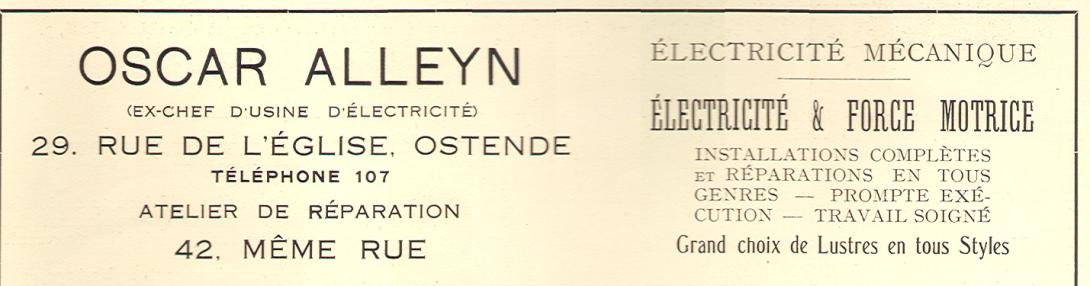 OSCAR ALLEYN
(EX-CHEF D'USINE D'ÉLECTRICITÉ)
29. RUE DE L'ÉGLISE, OSTENDE
TÉLÉPHONE 107
ATELIER DE RÉPARATION
42, MÊME RUE
ÉLECTRICITÉ MÉCANIQUE
ÉLECTRICITÉ & FORCE MOTRICE
INSTALLATIONS COMPLÈTES
ET RÉPARATIONS EN TOUS
GENRES — PROMPTE EXÉ-
CUTION — TRAVAIL SOIGNÉ
Grand choix de Lustres en tous Styles